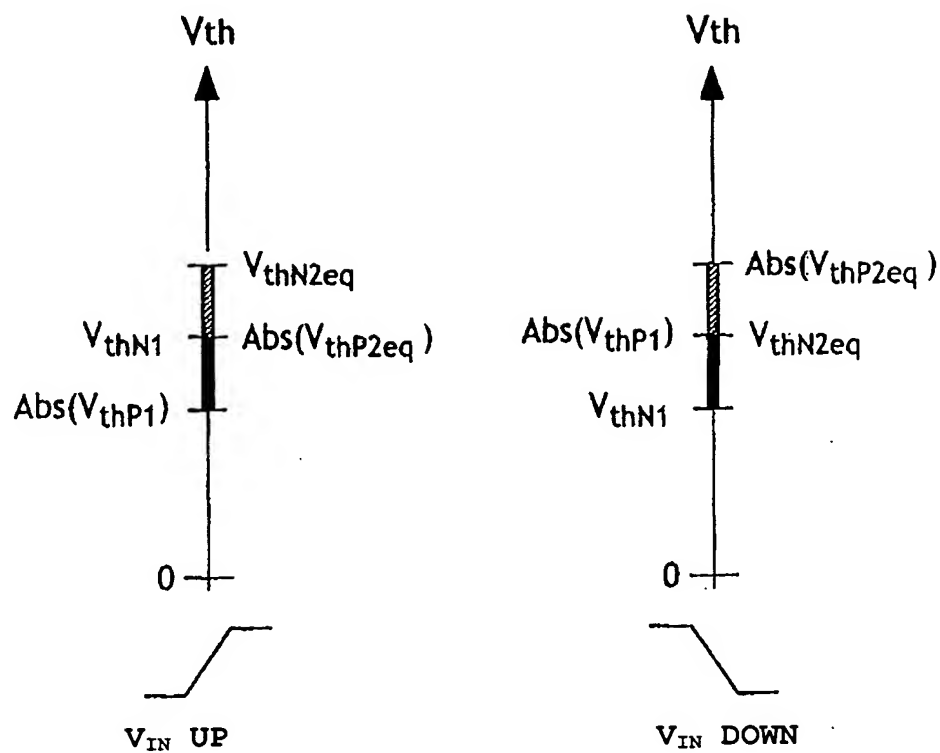 Vth
VthN2eq
VthN1
Abs(VthP2eq)
Abs(VthP1)
0
VIN UP
Vth
Abs(VthP2eq)
Abs(VthP1)
VthN2eq
VthN1
0
VIN DOWN